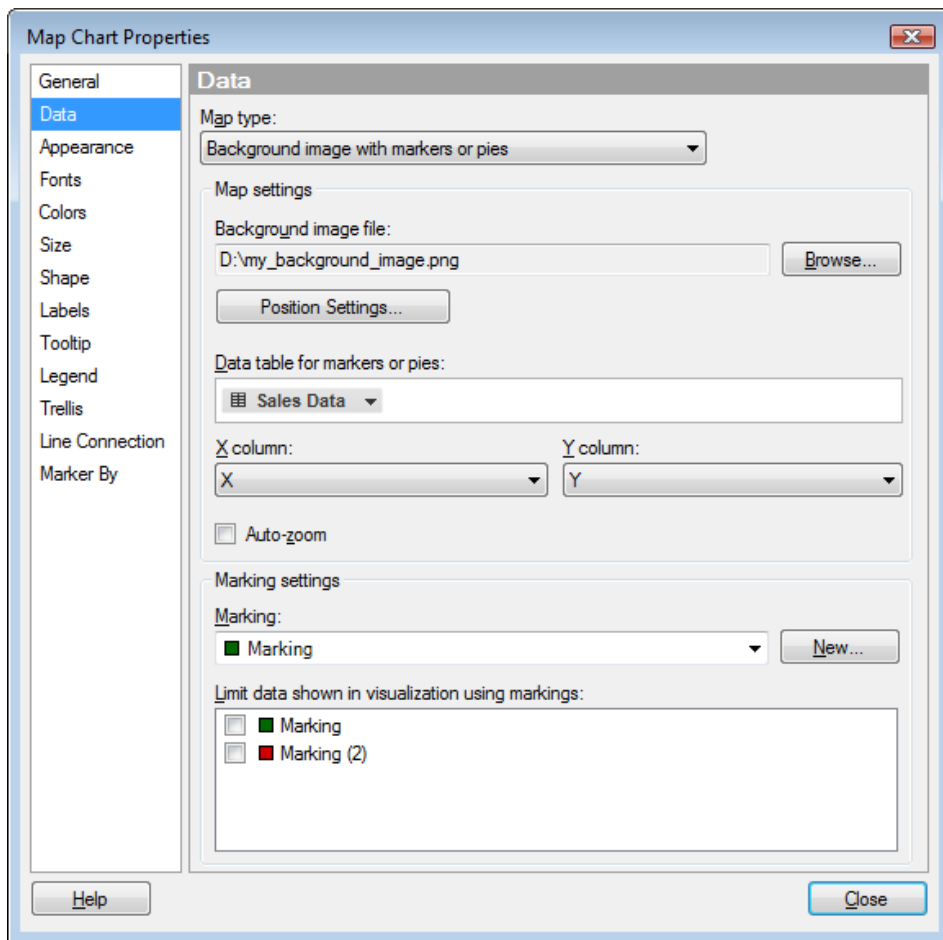 Map Chart Properties
General
Data
Appearance
Fonts
Colors
Size
Shape
Labels
Tooltip
Legend
Trellis
Line Connection
Marker By
Data
Map type:
Background image with markers or pies
Map settings
Background image file:
D:\my_background_image.png
Browse...
Position Settings...
Data table for markers or pies:
Sales Data
X column:
Y column:
X
Y
Auto-zoom
Marking settings
Marking:
Marking
New...
Limit data shown in visualization using markings:
Marking
Marking (2)
Help
Close